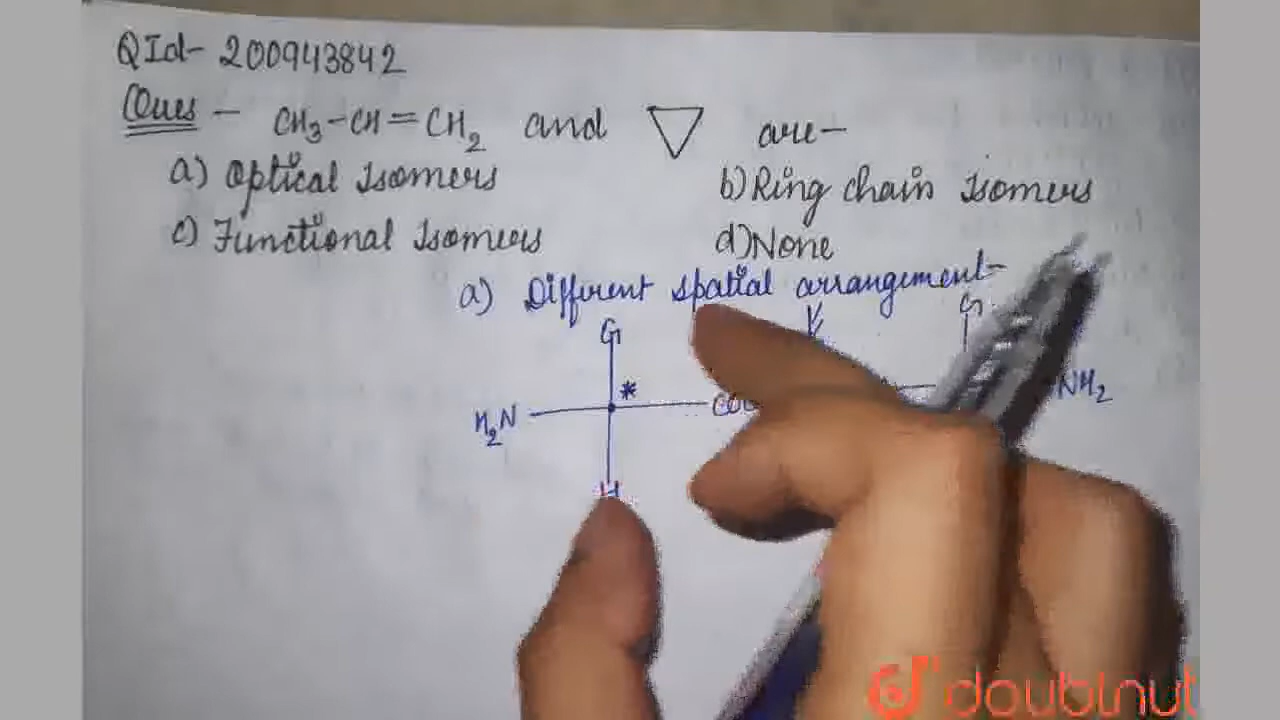 QId- 200943842
Ques - CH3-CH=CH2 and ▽ are-
a) Optical Isomers b) Ring chain Isomers
c) Functional Isomers d) None
a) Different spatial arrangement-
G G
* NH2
H2N
H
doubtnut